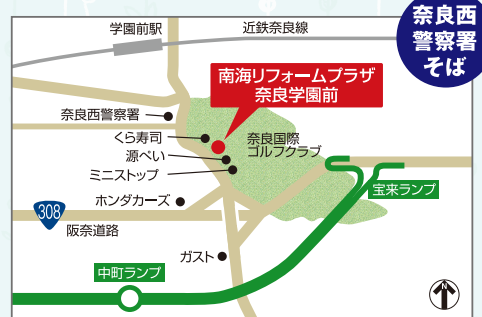 学園前駅
近鉄奈良線
奈良西
警察署
そば
南海リフォームプラザ
奈良学園前
奈良西警察署
くら寿司
源ぺい
ミニストップ
奈良国際
ゴルフクラブ
ホンダカーズ
宝来ランプ
308
阪奈道路
ガスト
中町ランプ
N